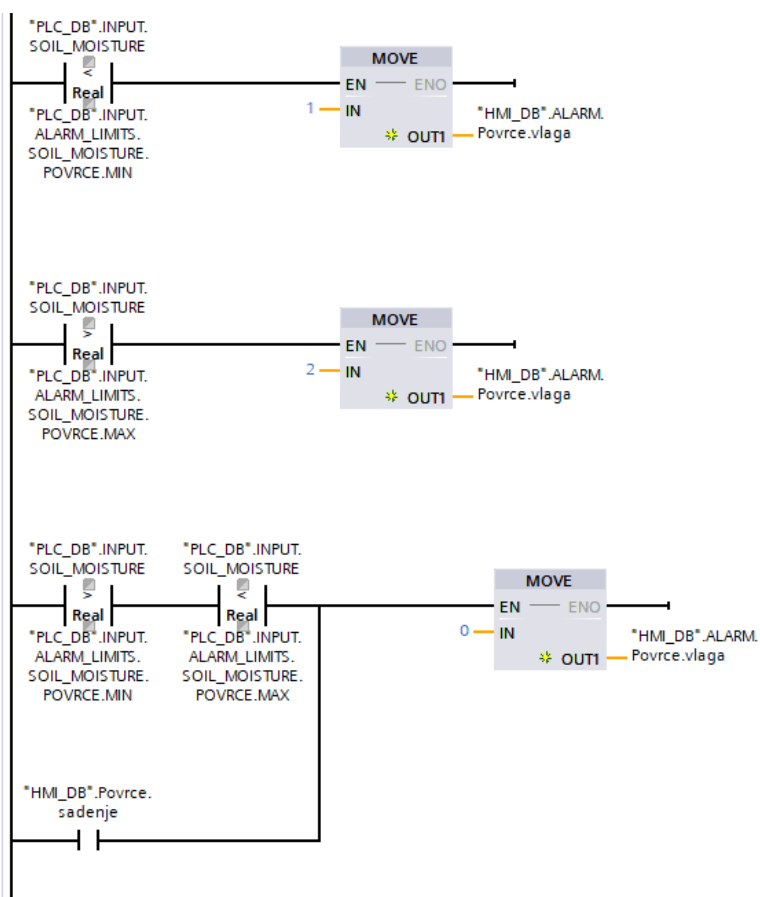 "PLC_DB".INPUT.
SOIL_MOISTURE
<
Real
"PLC_DB".INPUT.
ALARM_LIMITS.
SOIL_MOISTURE.
POVRCE.MIN
MOVE
EN ENO
1 IN
OUT1
"HMI_DB".ALARM.
Povrce.vlaga
"PLC_DB".INPUT.
SOIL_MOISTURE
>
Real
"PLC_DB".INPUT.
ALARM_LIMITS.
SOIL_MOISTURE.
POVRCE.MAX
MOVE
EN ENO
2 IN
OUT1
"HMI_DB".ALARM.
Povrce.vlaga
"PLC_DB".INPUT.
SOIL_MOISTURE
>
Real
"PLC_DB".INPUT.
ALARM_LIMITS.
SOIL_MOISTURE.
POVRCE.MIN
"PLC_DB".INPUT.
SOIL_MOISTURE
<
Real
"PLC_DB".INPUT.
ALARM_LIMITS.
SOIL_MOISTURE.
POVRCE.MAX
MOVE
EN ENO
0 IN
OUT1
"HMI_DB".ALARM.
Povrce.vlaga
"HMI_DB".Povrce.
sadenje